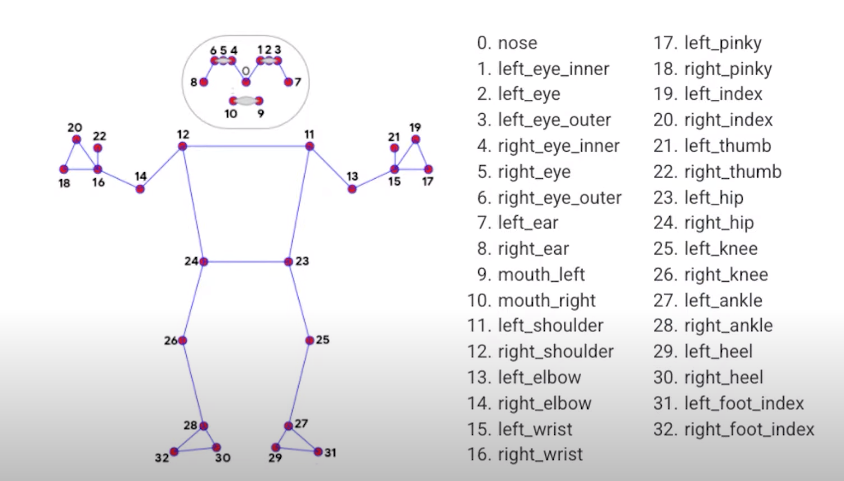 6 5 4 1 2 3
0
8 7
10 9
20 22 12 11 21 19
18 16 14 13 15 17
24 23
26 25
28 27
32 30 29 31
0. nose
1. left_eye_inner
2. left_eye
3. left_eye_outer
4. right_eye_inner
5. right_eye
6. right_eye_outer
7. left_ear
8. right_ear
9. mouth_left
10. mouth_right
11. left_shoulder
12. right_shoulder
13. left_elbow
14. right_elbow
15. left_wrist
16. right_wrist
17. left_pinky
18. right_pinky
19. left_index
20. right_index
21. left_thumb
22. right_thumb
23. left_hip
24. right_hip
25. left_knee
26. right_knee
27. left_ankle
28. right_ankle
29. left_heel
30. right_heel
31. left_foot_index
32. right_foot_index